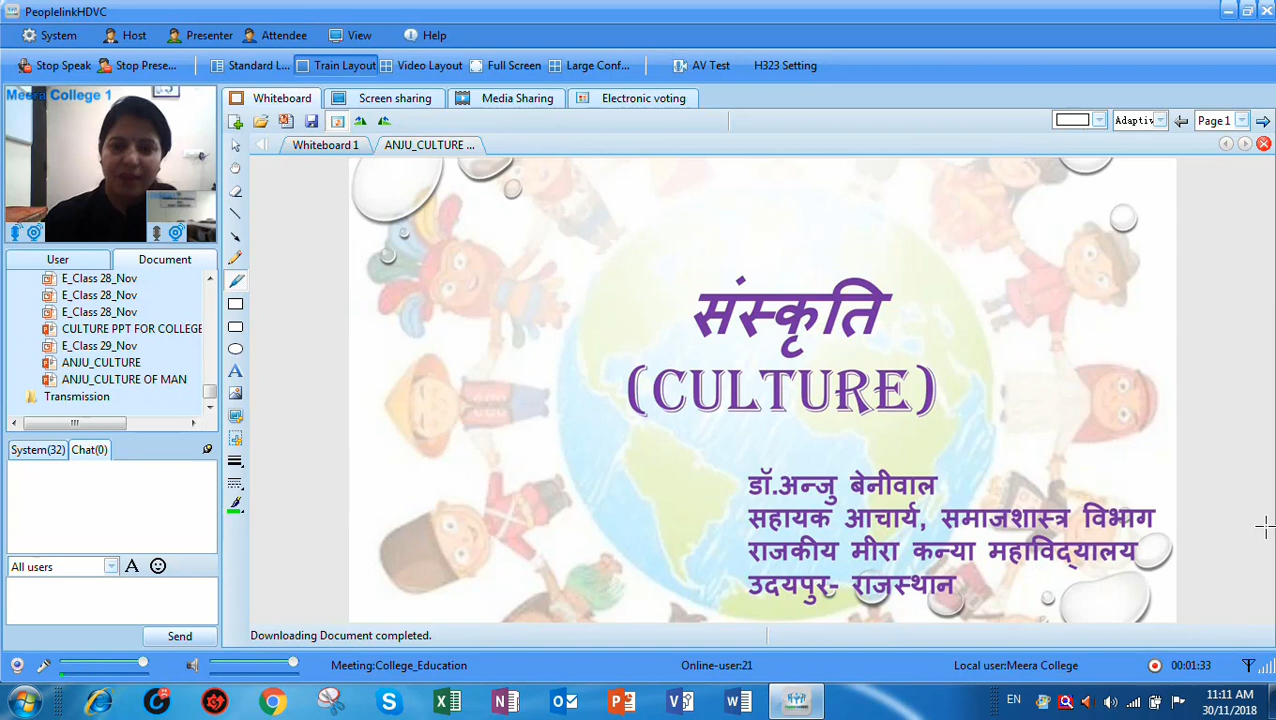 PeoplelinkHDVC
System Host Presenter Attendee View Help
Stop Speak Stop Prese... Standard L... Train Layout Video Layout Full Screen Large Conf... AV Test H323 Setting
Meera College 1
Whiteboard Screen sharing Media Sharing Electronic voting
Adaptiv Page1
Whiteboard 1 ANJU_CULTURE ...
User Document
E_Class 28_Nov
E_Class 28_Nov
E_Class 28_Nov
CULTURE PPT FOR COLLEGE
E_Class 29_Nov
ANJU_CULTURE
ANJU_CULTURE OF MAN
Transmission
System(32) Chat(0)
All users A
Send
संस्कृति
(CULTURE)
डॉ.अन्जु बेनीवाल
सहायक आचार्य, समाजशास्त्र विभाग
राजकीय मीरा कन्या महाविद्यालय
उदयपुर- राजस्थान
Downloading Document completed.
Meeting:College_Education Online-user:21 Local user:Meera College 00:01:33
EN 11:11 AM
30/11/2018